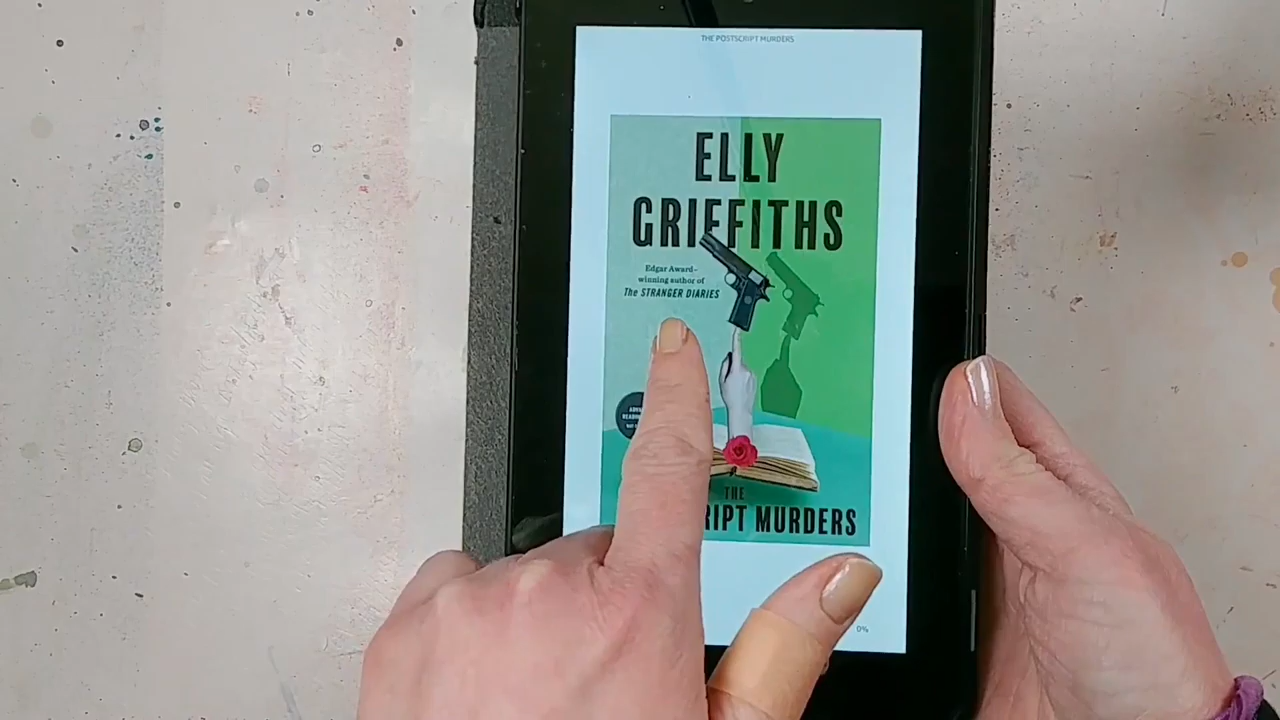 THE POSTSCRIPT MURDERS
ELLY
GRIFFITHS
Edgar Award–
winning author of
The STRANGER DIARIES
THE
RIPT MURDERS
0%